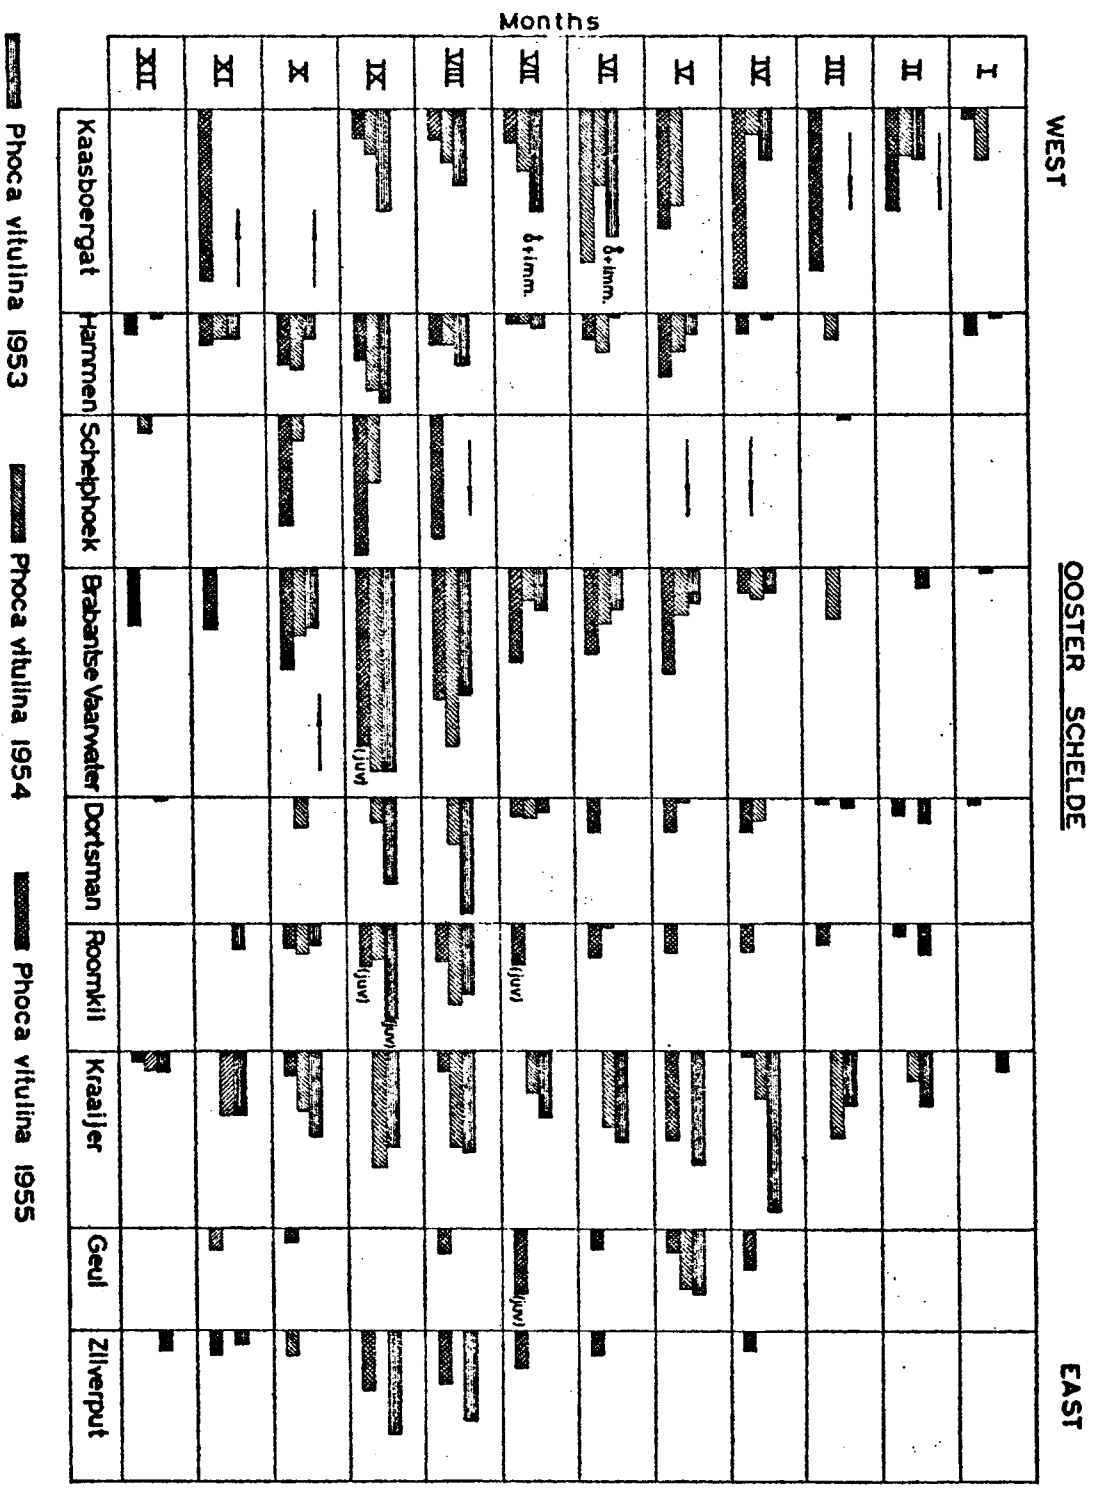 WEST OOSTER SCHELDE EAST
Months
I
II
III
IV
V
VI ♂+imm.
VII ♂+imm. (juv) (juv)
VIII
IX (juv) (juv) (juv)
X
XI
XII
Kaasboergat Hammen Schelphoek Brabantse Vaarwater Dortsman Roomkil Kraaijer Geul Zilverput
Phoca vitulina 1953 Phoca vitulina 1954 Phoca vitulina 1955